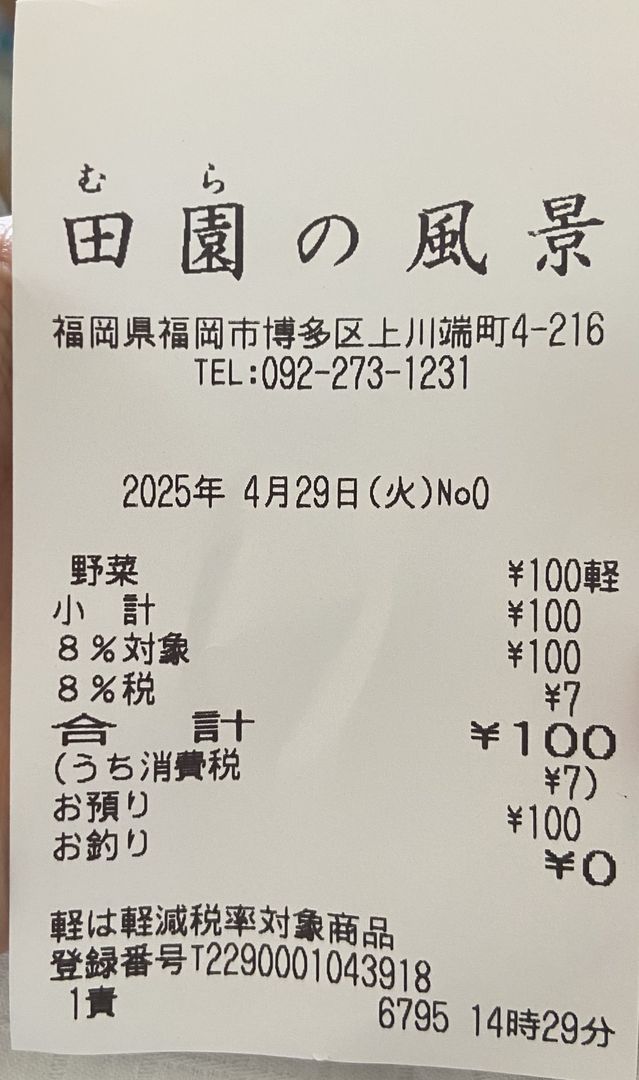 むら
田園の風景
福岡県福岡市博多区上川端町4-216
TEL:092-273-1231
2025年 4月29日(火)No0
野菜 ¥100軽
小 計 ¥100
8%対象 ¥100
8%税 ¥7
合 計 ¥100
(うち消費税 ¥7)
お預り ¥100
お釣り ¥0
軽は軽減税率対象商品
登録番号T2290001043918
1責 6795 14時29分